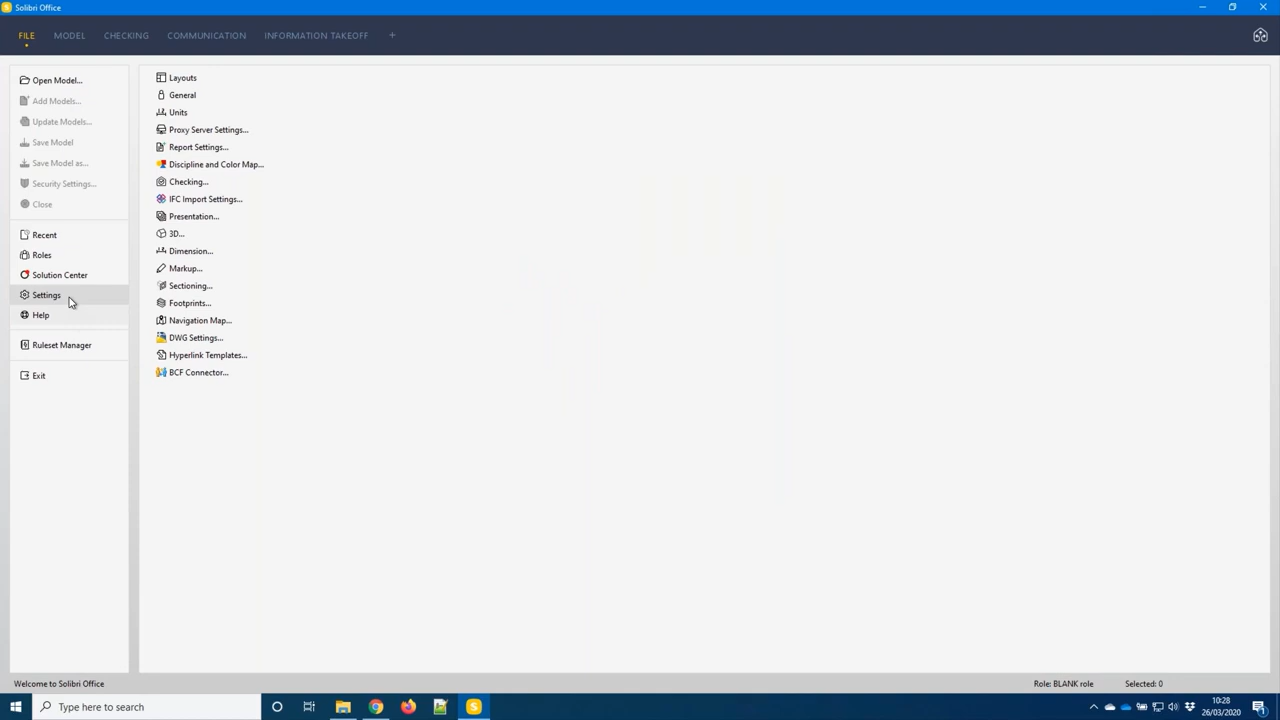 Solibri Office
FILE MODEL CHECKING COMMUNICATION INFORMATION TAKEOFF +
Open Model...
Add Models...
Update Models...
Save Model
Save Model as...
Security Settings...
Close
Recent
Roles
Solution Center
Settings
Help
Ruleset Manager
Exit
Layouts
General
Units
Proxy Server Settings...
Report Settings...
Discipline and Color Map...
Checking...
IFC Import Settings...
Presentation...
3D...
Dimension...
Markup...
Sectioning...
Footprints...
Navigation Map...
DWG Settings...
Hyperlink Templates...
BCF Connector...
Welcome to Solibri Office
Role: BLANK role Selected: 0
Type here to search
10:28
26/03/2020